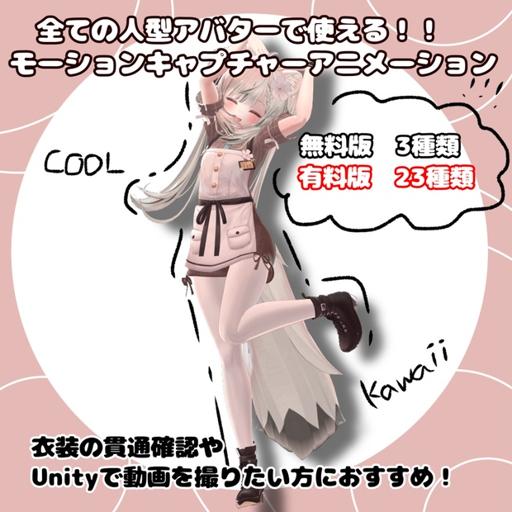 全ての人型アバターで使える！！
モーションキャプチャーアニメーション
無料版 3種類
有料版 23種類
COOL
Kawaii
衣装の貫通確認や
Unityで動画を撮りたい方におすすめ！